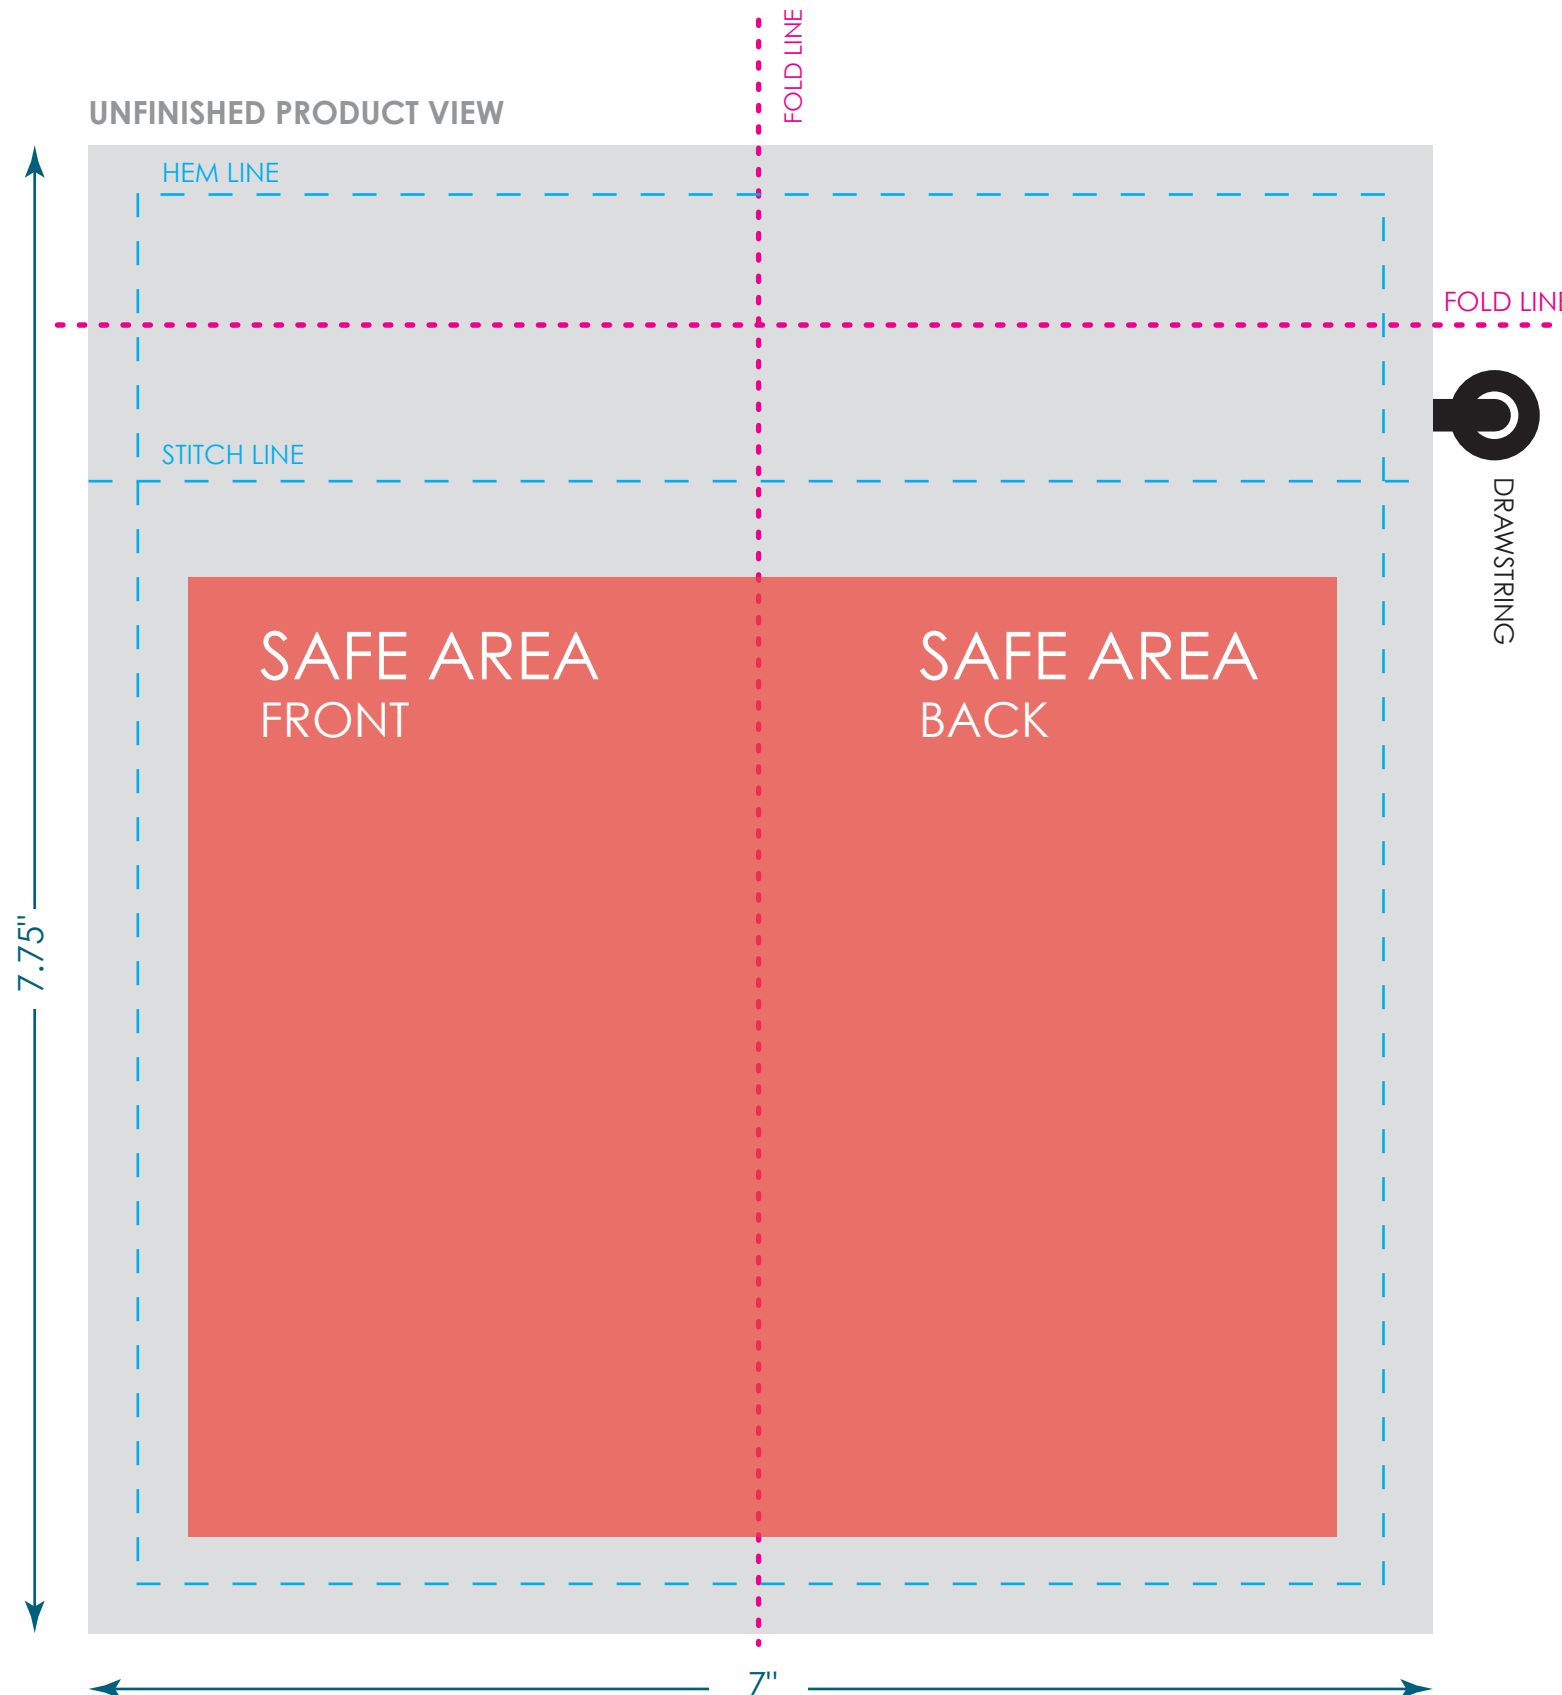 FOLD LINE
UNFINISHED PRODUCT VIEW
HEM LINE
FOLD LIN
STITCH LINE
DRAWSTRING
SAFE AREA
FRONT
SAFE AREA
BACK
7.75"
7"